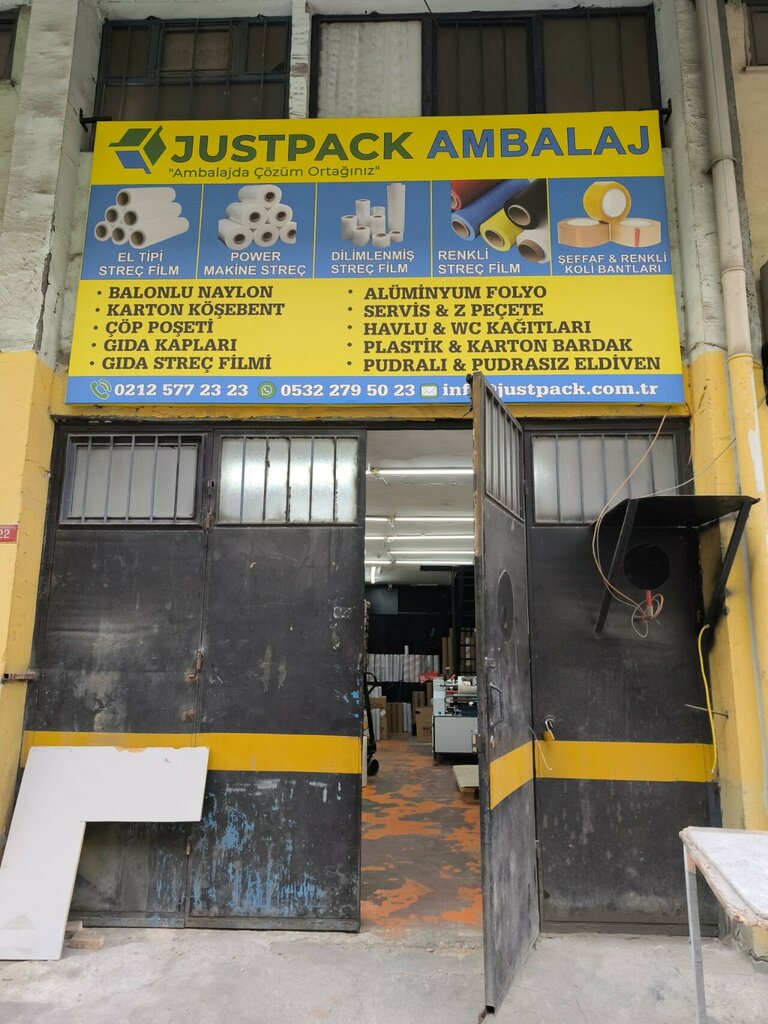 JUSTPACK AMBALAJ
"Ambalajda Çözüm Ortağınız"
EL TİPİ
STREÇ FİLM
POWER
MAKİNE STREÇ
DİLİMLENMİŞ
STREÇ FİLM
RENKLİ
STREÇ FİLM
ŞEFFAF & RENKLİ
KOLİ BANTLARI
• BALONLU NAYLON
• KARTON KÖŞEBENT
• ÇÖP POŞETİ
• GIDA KAPLARI
• GIDA STREÇ FİLMİ
• ALÜMİNYUM FOLYO
• SERVİS & Z PEÇETE
• HAVLU & WC KAĞITLARI
• PLASTİK & KARTON BARDAK
• PUDRALI & PUDRASIZ ELDİVEN
0212 577 23 23 0532 279 50 23 info@justpack.com.tr
22